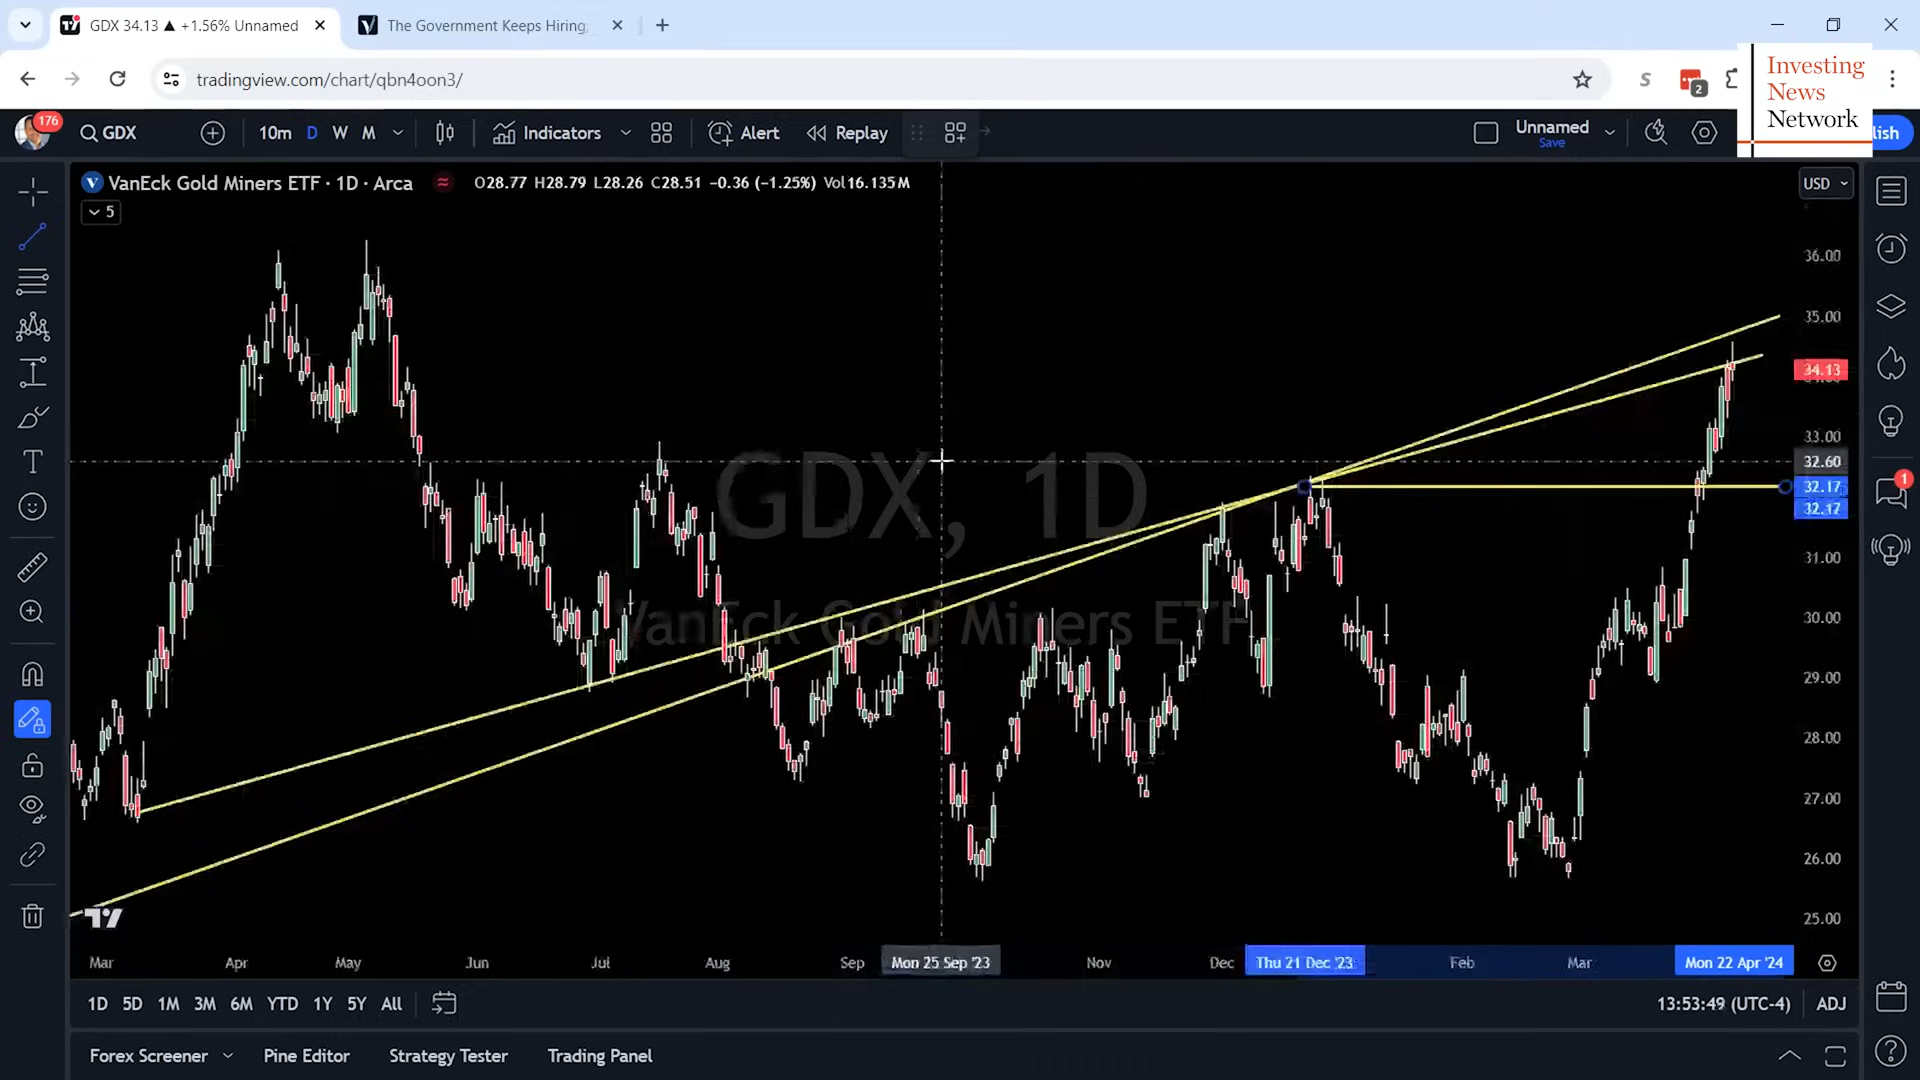 GDX 34.13 ▲ +1.56% Unnamed
The Government Keeps Hiring
tradingview.com/chart/qbn4oon3/
S
2
Investing
News
Network
176
GDX
10m D W M
Indicators
Alert
Replay
Unnamed
Save
lish
VanEck Gold Miners ETF · 1D · Arca
O28.77 H28.79 L28.26 C28.51 −0.36 (−1.25%) Vol16.135M
USD
5
36.00
35.00
34.13
33.00
32.60
32.17
32.17
31.00
30.00
29.00
28.00
27.00
26.00
25.00
GDX, 1D
VanEck Gold Miners ETF
1
Mar Apr May Jun Jul Aug Sep Mon 25 Sep '23 Nov Dec Thu 21 Dec '23 Feb Mar Mon 22 Apr '24
1D 5D 1M 3M 6M YTD 1Y 5Y All
13:53:49 (UTC-4) ADJ
Forex Screener Pine Editor Strategy Tester Trading Panel